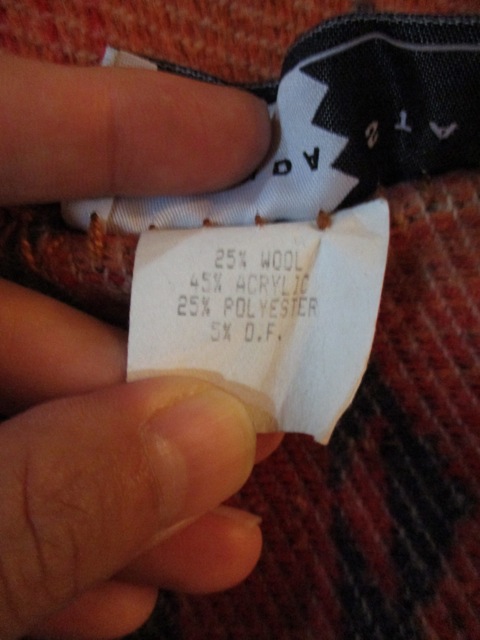 25% WOOL
45% ACRYLIC
25% POLYESTER
5% O.F.